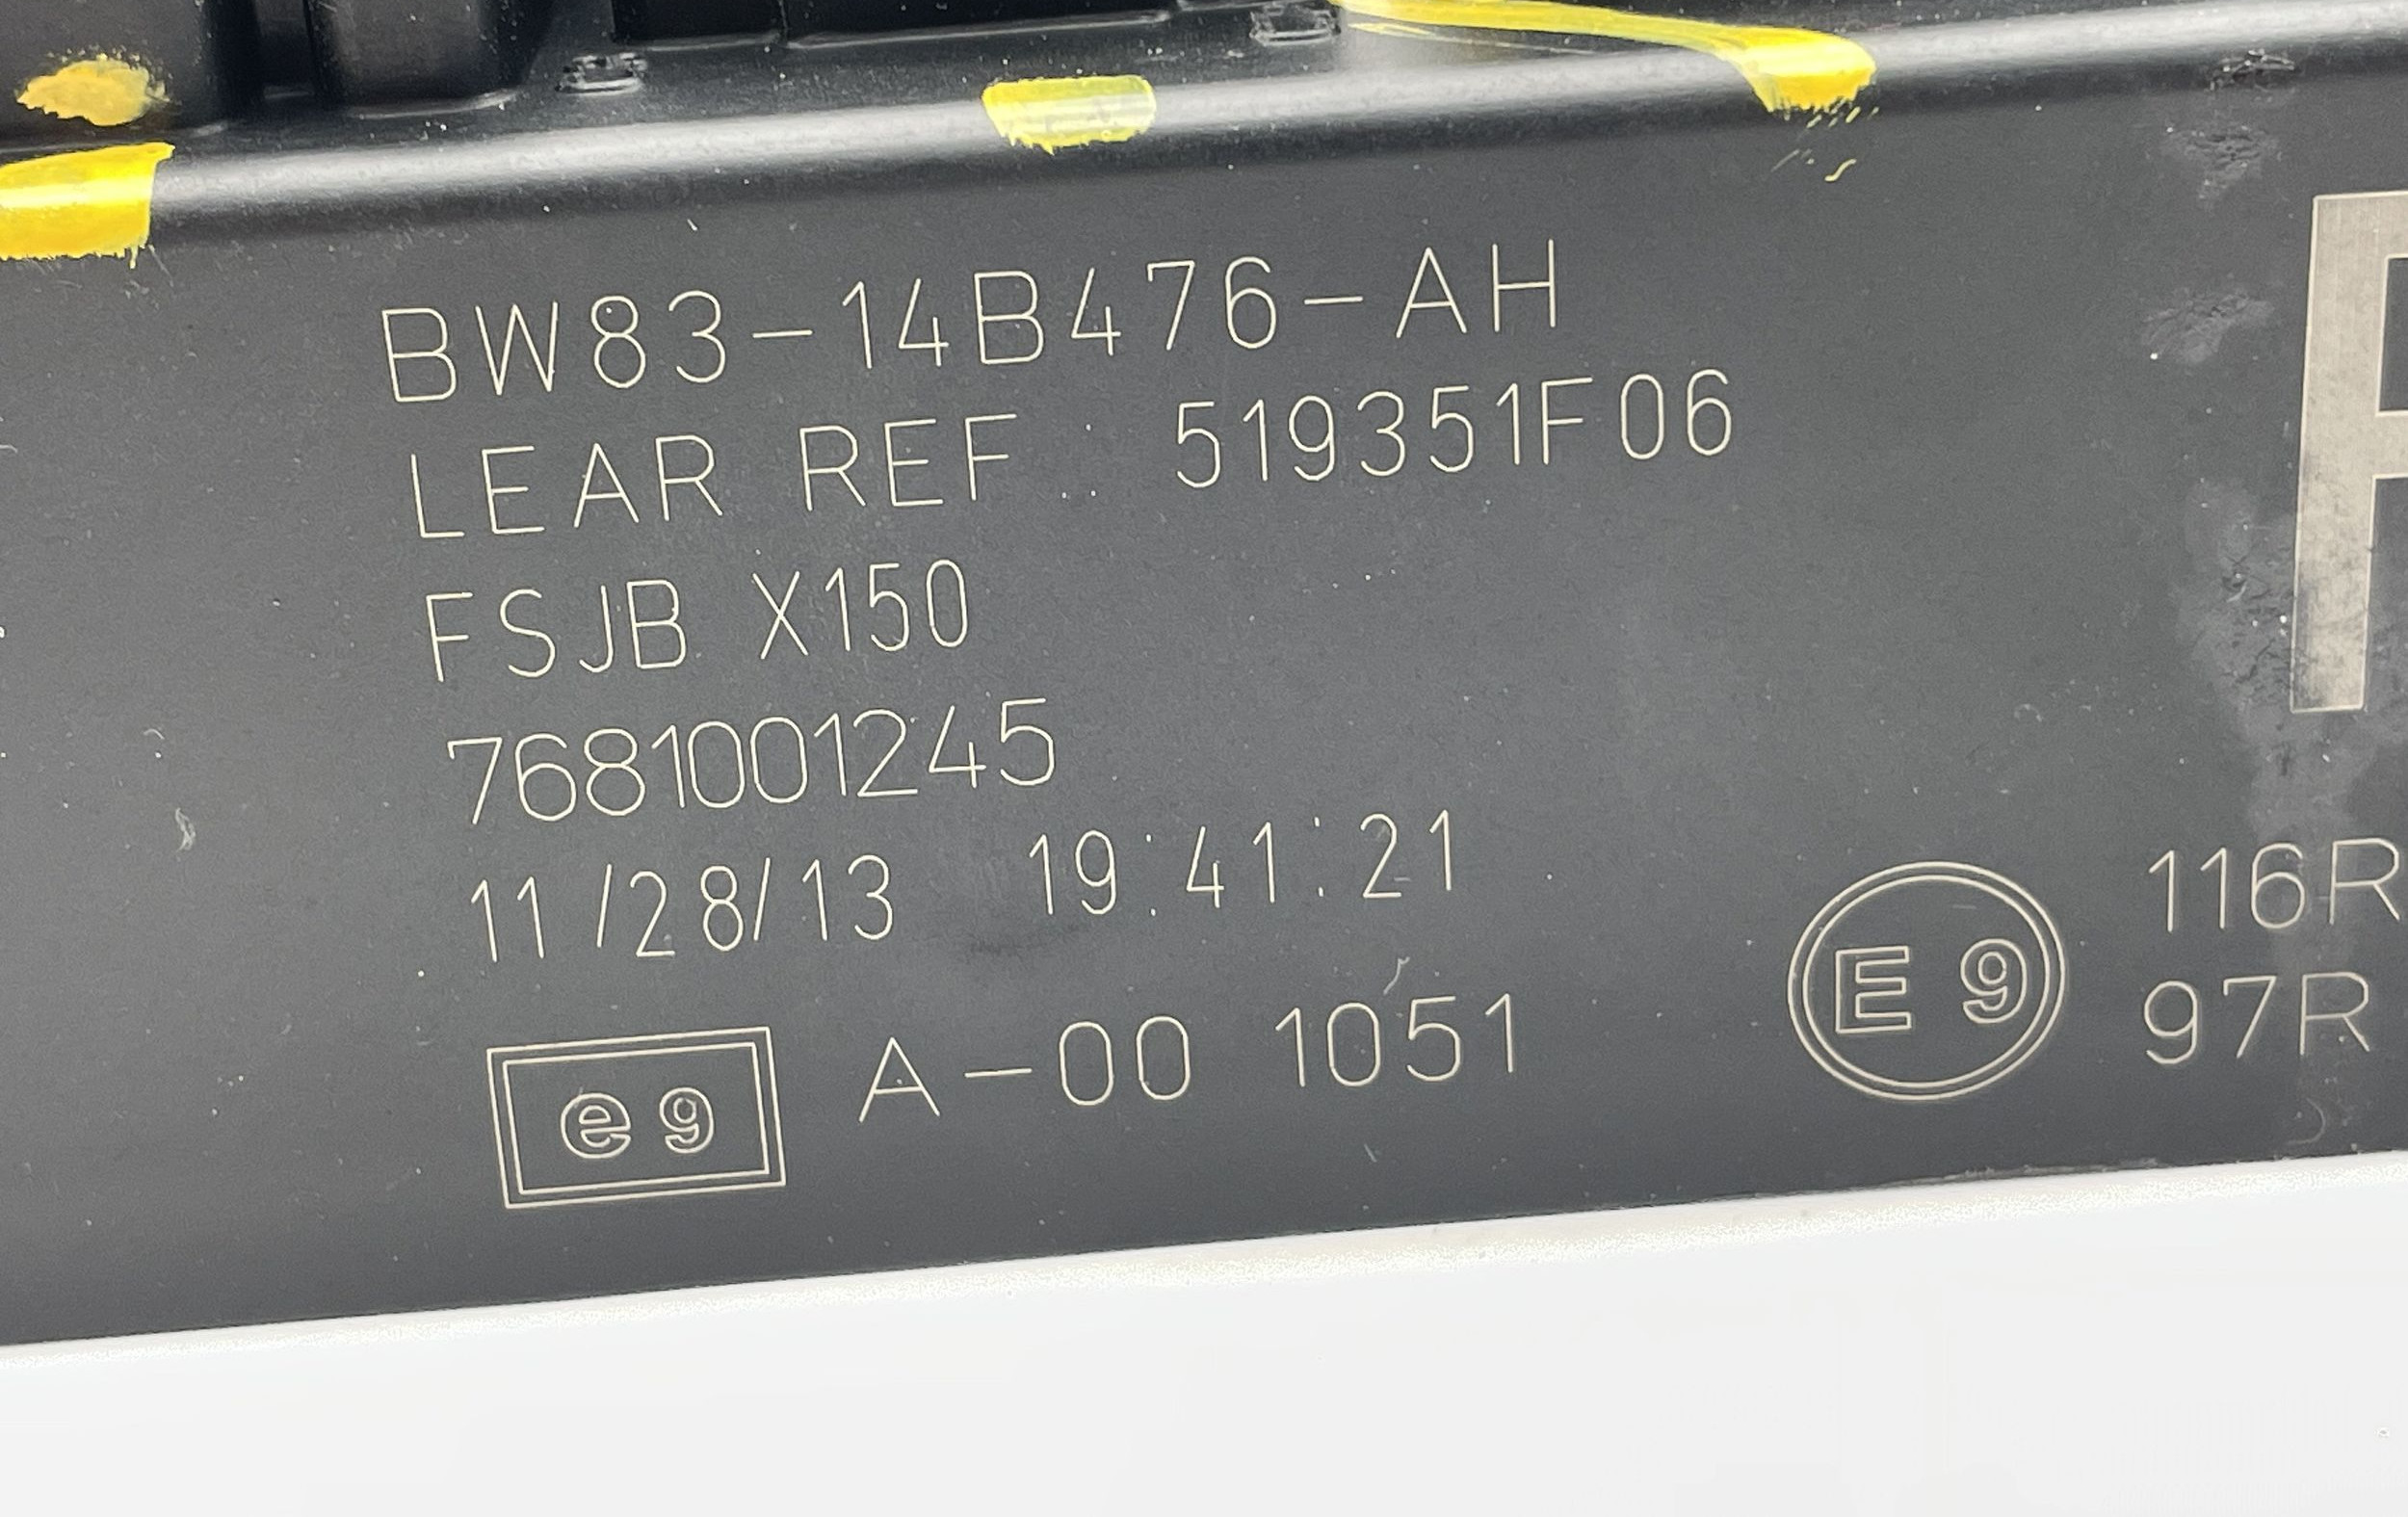 BW83-14B476-AH
LEAR REF : 519351F06
FSJB X150
7681001245
11/28/13 19:41:21
e9 A-00 1051
E9
116R
97R